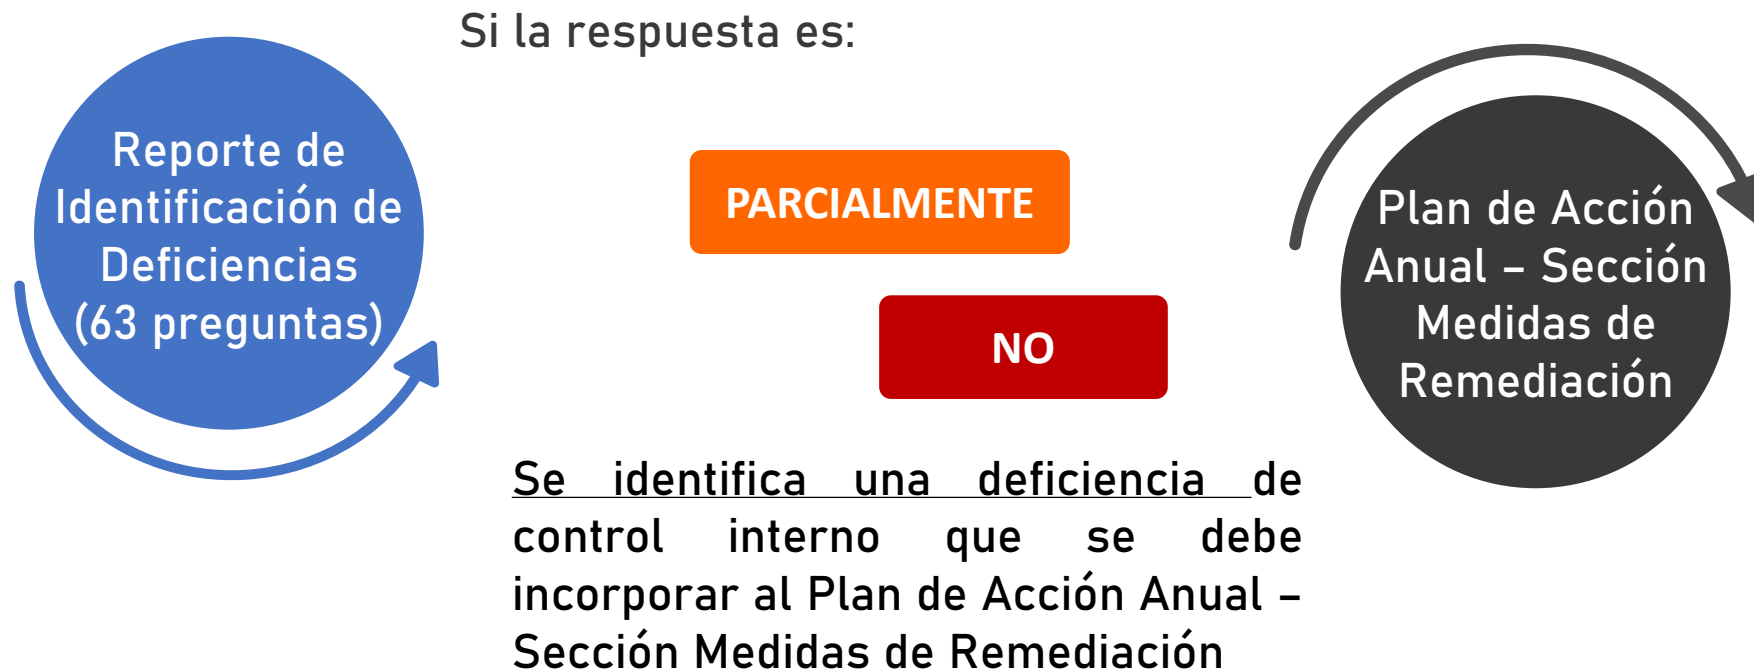 Si la respuesta es:
Reporte de
Identificación de
Deficiencias
(63 preguntas)
PARCIALMENTE
NO
Plan de Acción
Anual – Sección
Medidas de
Remediación
Se identifica una deficiencia de
control interno que se debe
incorporar al Plan de Acción Anual –
Sección Medidas de Remediación